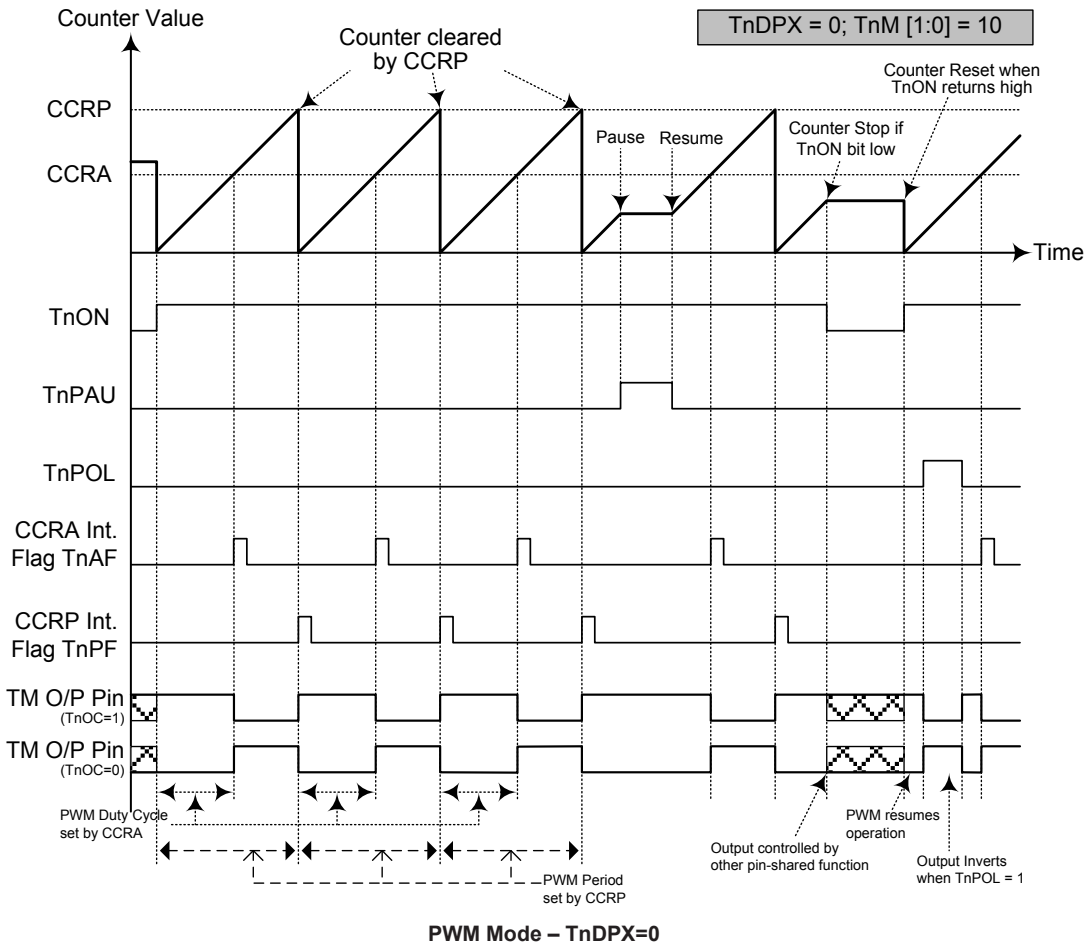 Counter Value
TnDPX = 0; TnM [1:0] = 10
Counter cleared
by CCRP
Counter Reset when
TnON returns high
CCRP
Counter Stop if
TnON bit low
Pause
Resume
CCRA
Time
TnON
TnPAU
TnPOL
CCRA Int.
Flag TnAF
CCRP Int.
Flag TnPF
TM O/P Pin
(TnOC=1)
TM O/P Pin
(TnOC=0)
PWM Duty Cycle
set by CCRA
PWM resumes
operation
Output controlled by
other pin-shared function
Output Inverts
when TnPOL = 1
PWM Period
set by CCRP
PWM Mode – TnDPX=0